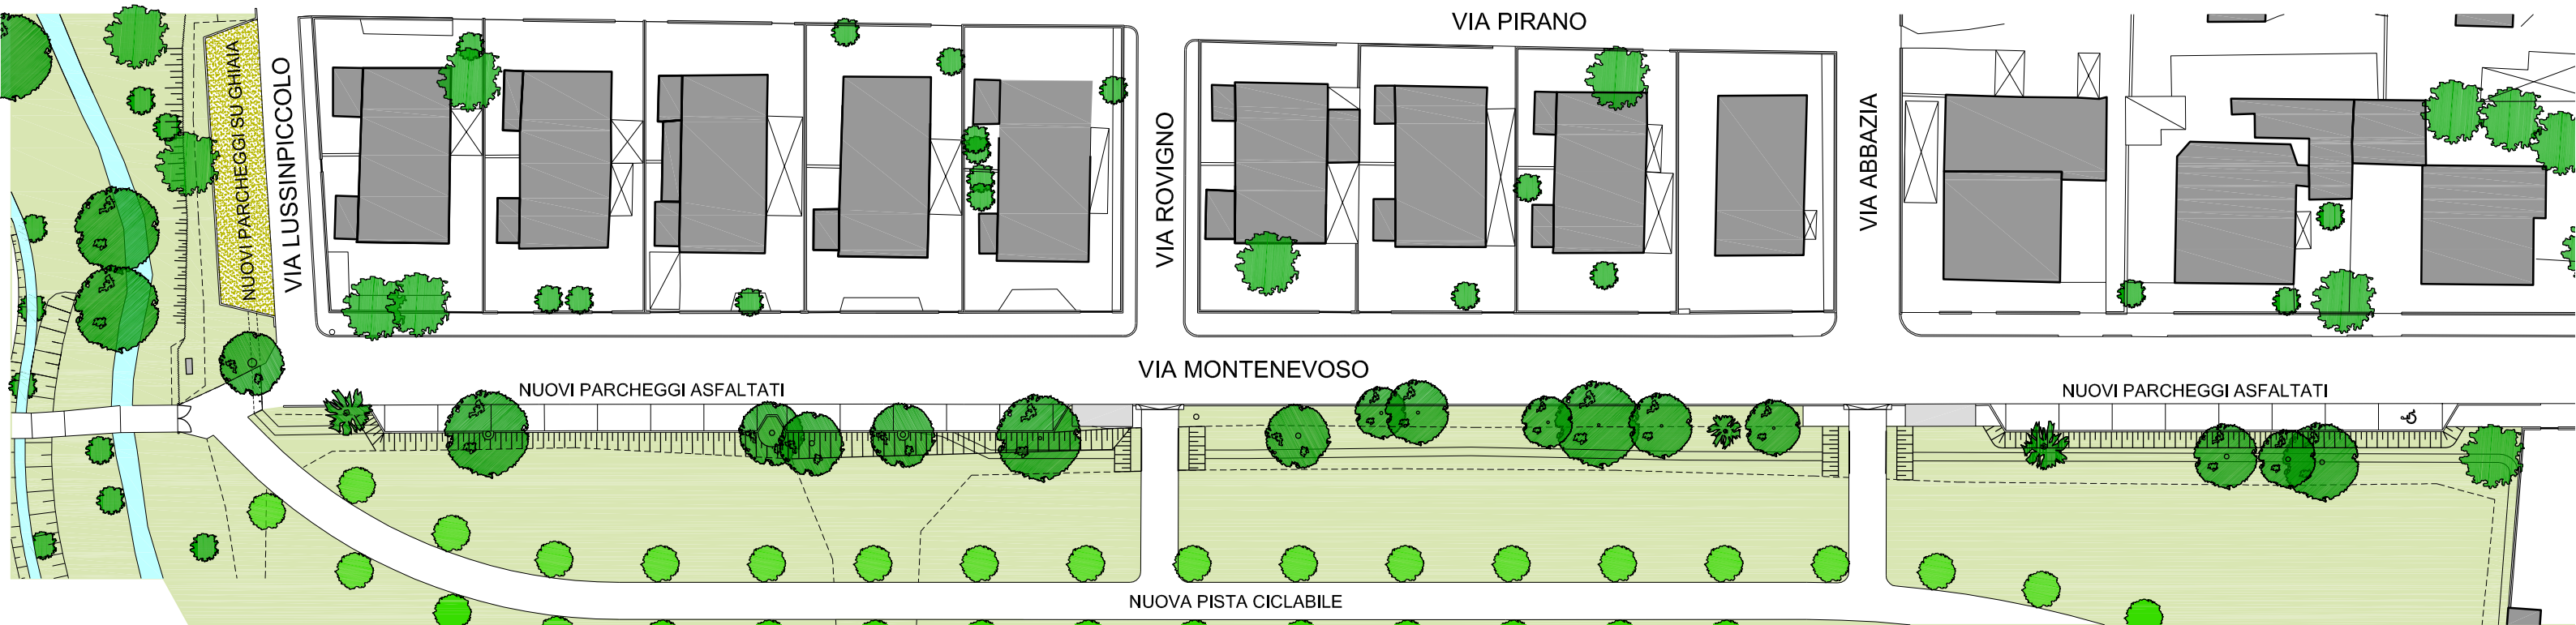 VIA PIRANO
NUOVI PARCHEGGI SU GHIAIA
VIA LUSSINPICCOLO
VIA ROVIGNO
VIA ABBAZIA
VIA MONTENEVOSO
NUOVI PARCHEGGI ASFALTATI
NUOVI PARCHEGGI ASFALTATI
NUOVA PISTA CICLABILE